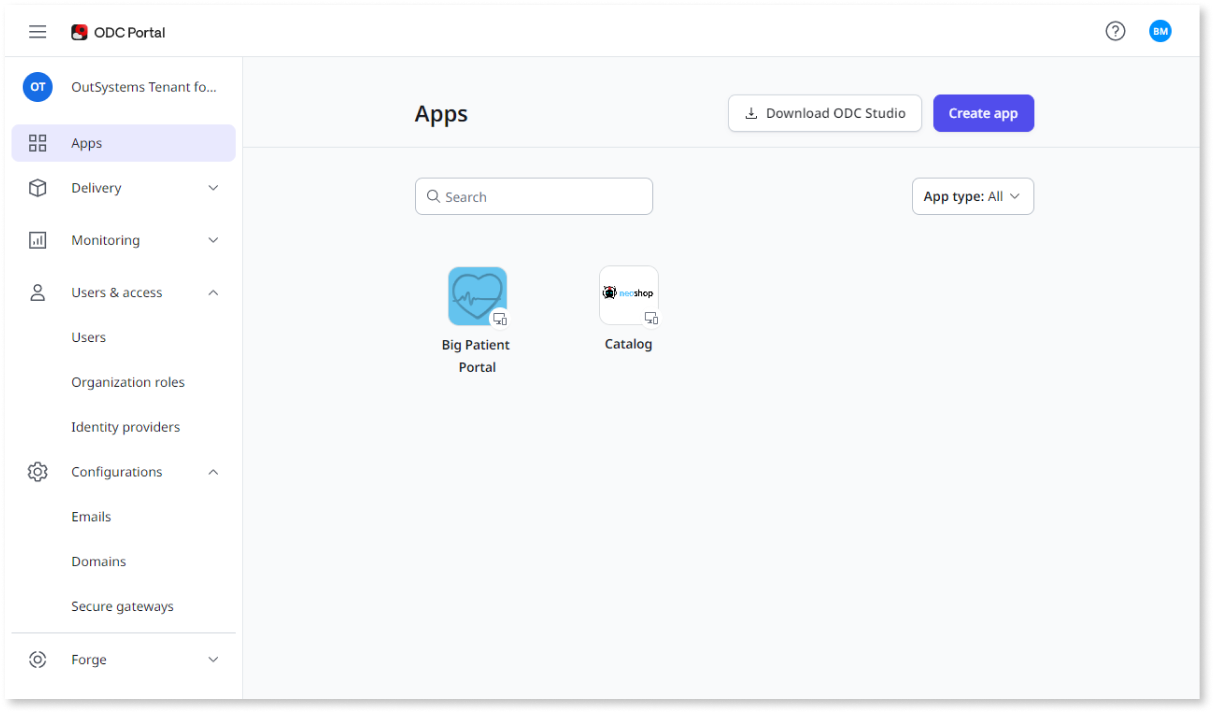 ODC Portal
BM
OT
OutSystems Tenant fo...
Apps
Delivery
Monitoring
Users & access
Users
Organization roles
Identity providers
Configurations
Emails
Domains
Secure gateways
Forge
Apps
Download ODC Studio
Create app
Search
App type: All
Big Patient
Portal
neoshop
Catalog